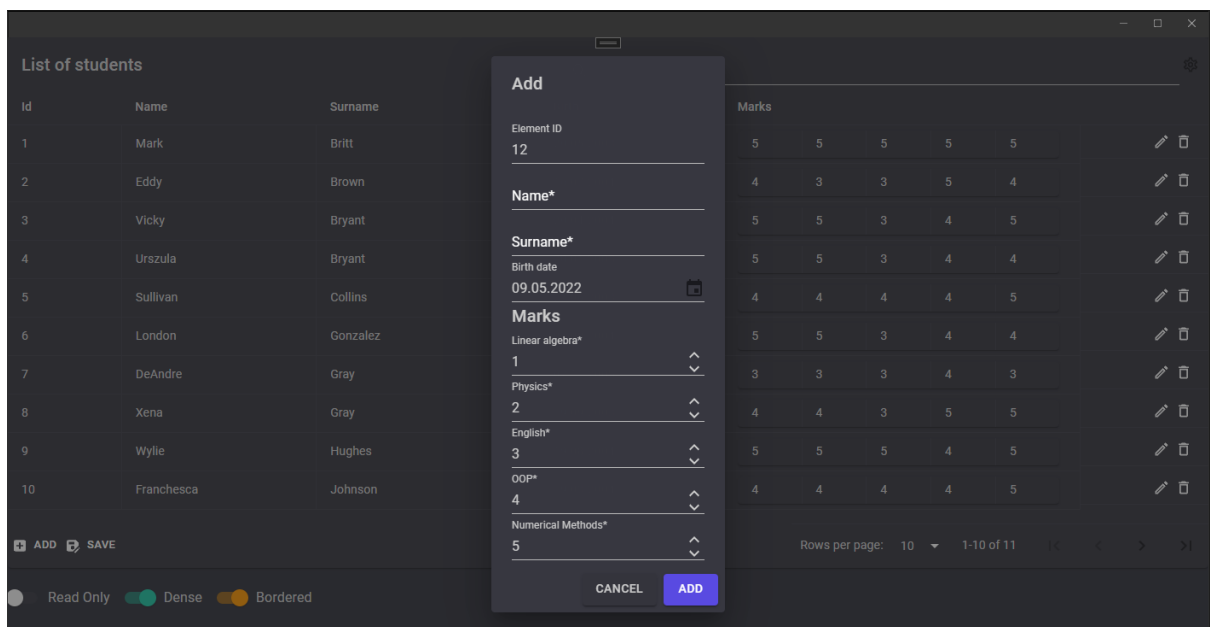 List of students
Id Name Surname Marks
1 Mark Britt 5 5 5 5 5
2 Eddy Brown 4 3 3 5 4
3 Vicky Bryant 5 5 3 4 5
4 Urszula Bryant 5 5 3 4 4
5 Sullivan Collins 4 4 4 4 5
6 London Gonzalez 5 5 3 4 4
7 DeAndre Gray 3 3 3 4 3
8 Xena Gray 4 4 3 5 5
9 Wylie Hughes 5 5 5 4 5
10 Franchesca Johnson 4 4 4 4 5
ADD SAVE
Rows per page: 10 1-10 of 11
Read Only Dense Bordered
Add
Element ID
12
Name*
Surname*
Birth date
09.05.2022
Marks
Linear algebra*
1
Physics*
2
English*
3
OOP*
4
Numerical Methods*
5
CANCEL ADD